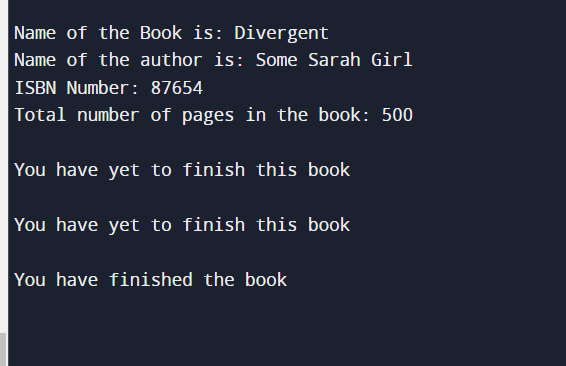 Name of the Book is: Divergent
Name of the author is: Some Sarah Girl
ISBN Number: 87654
Total number of pages in the book: 500
You have yet to finish this book
You have yet to finish this book
You have finished the book